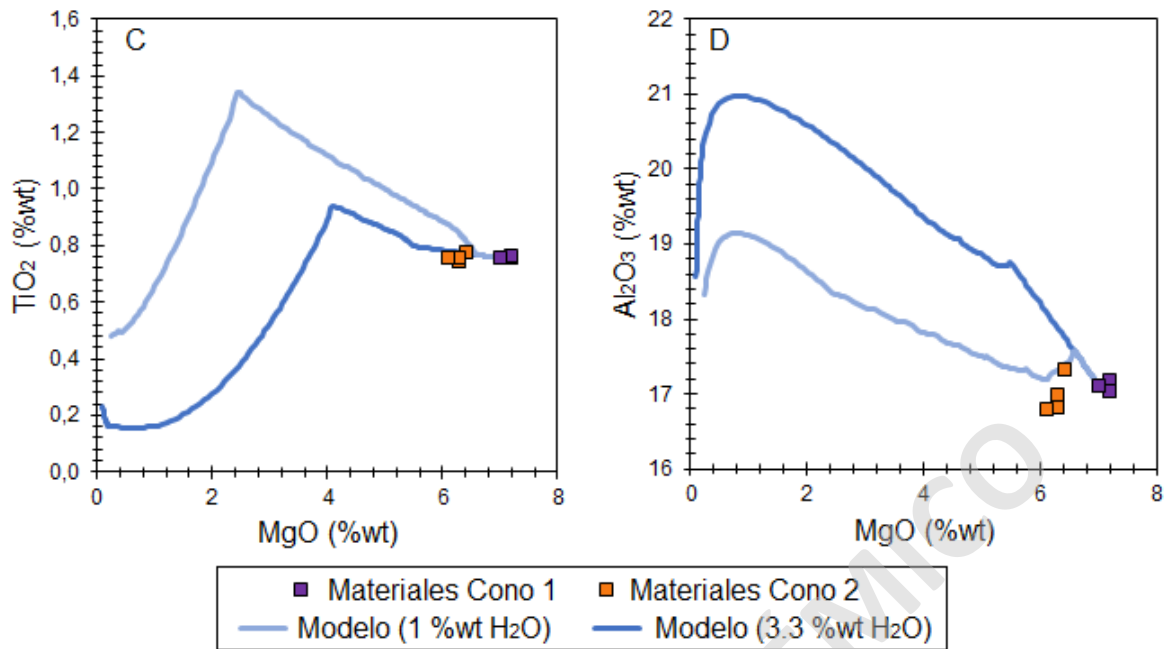 C
1,6
1,4
1,2
1,0
0,8
0,6
0,4
0,2
0,0
TiO2 (%wt)
0 2 4 6 8
MgO (%wt)
D
22
21
20
19
18
17
16
Al2O3 (%wt)
0 2 4 6 8
MgO (%wt)
Materiales Cono 1 Materiales Cono 2
Modelo (1 %wt H2O) Modelo (3.3 %wt H2O)
ÉMICO